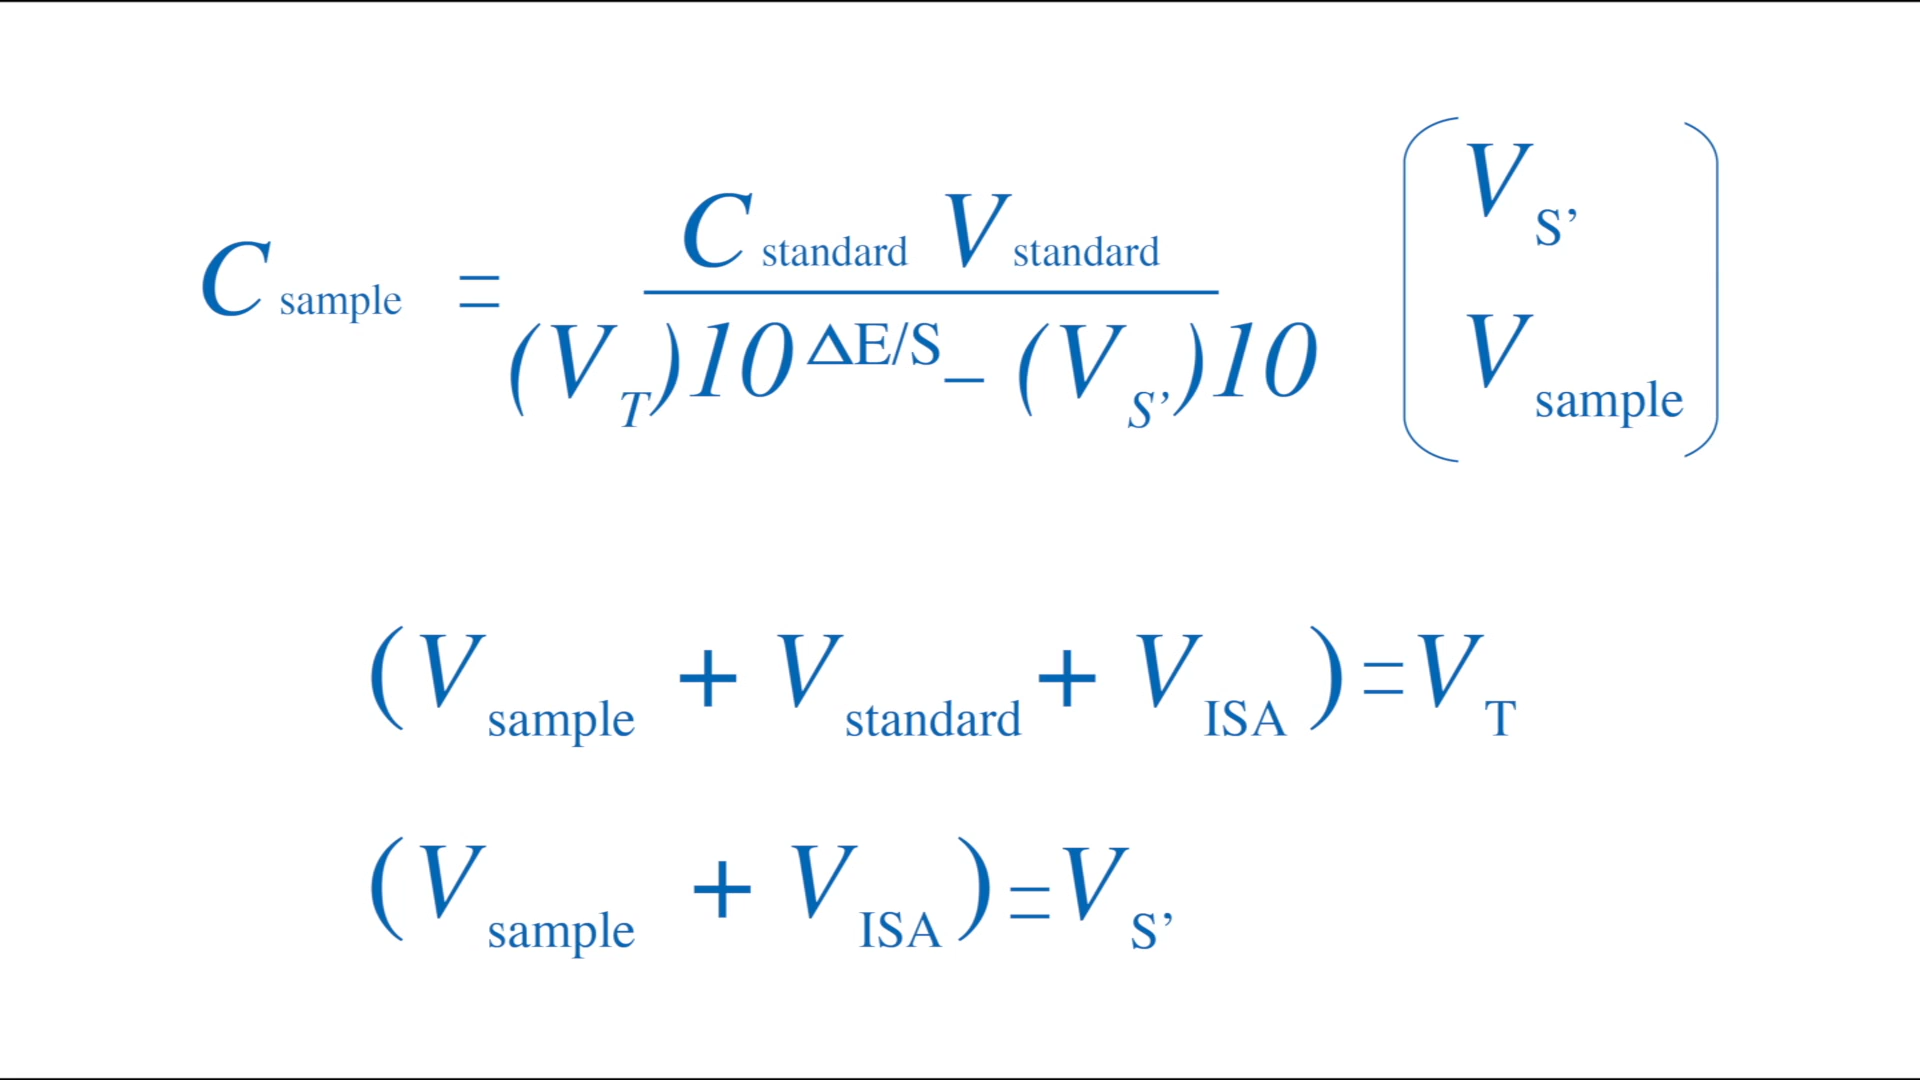 C sample = C standard V standard / (V T)10 ΔE/S – (V S’)10 ( V S’ V sample )
(V sample + V standard + V ISA ) = V T
(V sample + V ISA ) = V S’